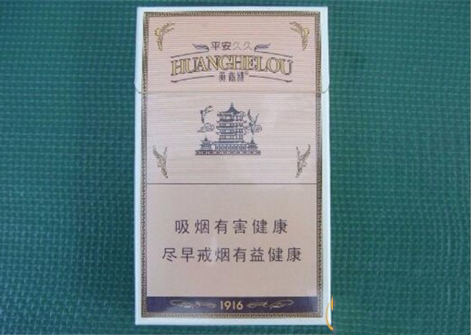 平安久久
HUANGHELOU
黄鹤楼
吸烟有害健康
尽早戒烟有益健康
1916